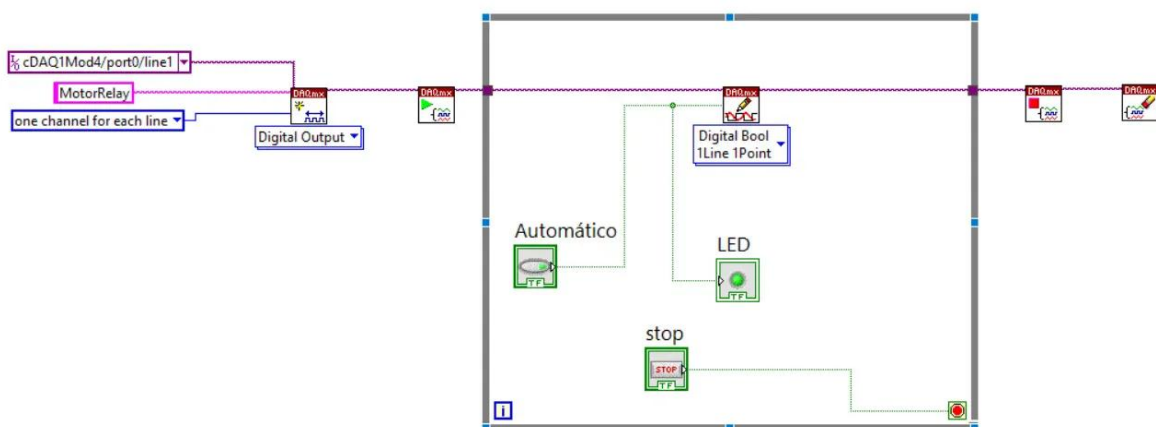 cDAQ1Mod4/port0/line1
MotorRelay
one channel for each line
DAQmx
Digital Output
DAQmx
DAQmx
Digital Bool
1Line 1Point
DAQmx
DAQmx
Automático
TF
LED
TF
stop
STOP
TF
i